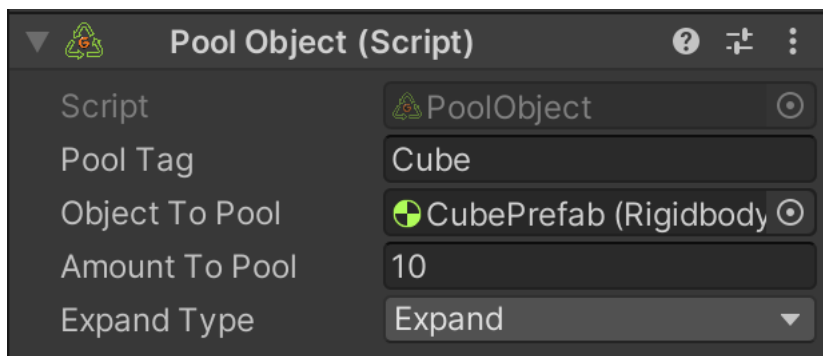 Pool Object (Script)
Script PoolObject
Pool Tag Cube
Object To Pool CubePrefab (Rigidbody
Amount To Pool 10
Expand Type Expand